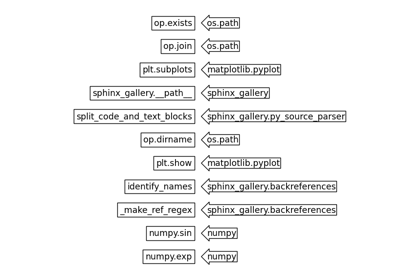 op.exists os.path
op.join os.path
plt.subplots matplotlib.pyplot
sphinx_gallery.__path__ sphinx_gallery
split_code_and_text_blocks sphinx_gallery.py_source_parser
op.dirname os.path
plt.show matplotlib.pyplot
identify_names sphinx_gallery.backreferences
_make_ref_regex sphinx_gallery.backreferences
numpy.sin numpy
numpy.exp numpy